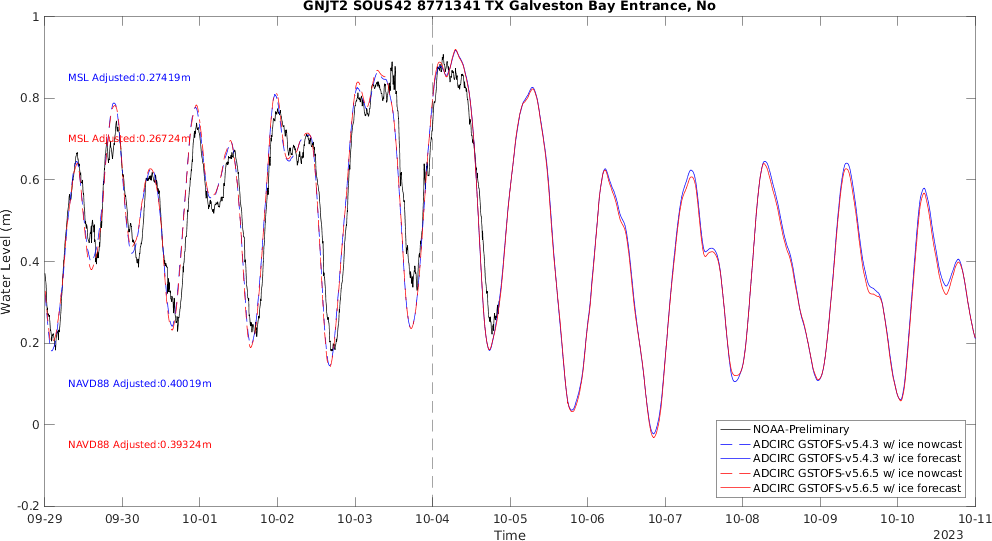 GNJT2 SOUS42 8771341 TX Galveston Bay Entrance, No
1
0.8
0.6
0.4
0.2
0
-0.2
Water Level (m)
MSL Adjusted:0.27419m
MSL Adjusted:0.26724m
NAVD88 Adjusted:0.40019m
NAVD88 Adjusted:0.39324m
NOAA-Preliminary
ADCIRC GSTOFS-v5.4.3 w/ ice nowcast
ADCIRC GSTOFS-v5.4.3 w/ ice forecast
ADCIRC GSTOFS-v5.6.5 w/ ice nowcast
ADCIRC GSTOFS-v5.6.5 w/ ice forecast
09-29 09-30 10-01 10-02 10-03 10-04 10-05 10-06 10-07 10-08 10-09 10-10 10-11
Time
2023